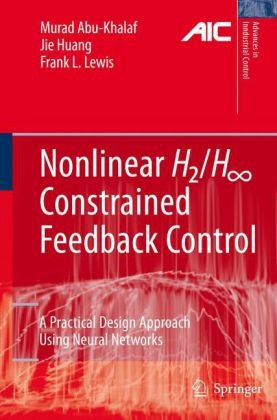 Murad Abu-Khalaf
Jie Huang
Frank L. Lewis
AIC
Advances in
Industrial Control
Nonlinear H₂/H∞
Constrained
Feedback Control
A Practical Design Approach
Using Neural Networks
Springer